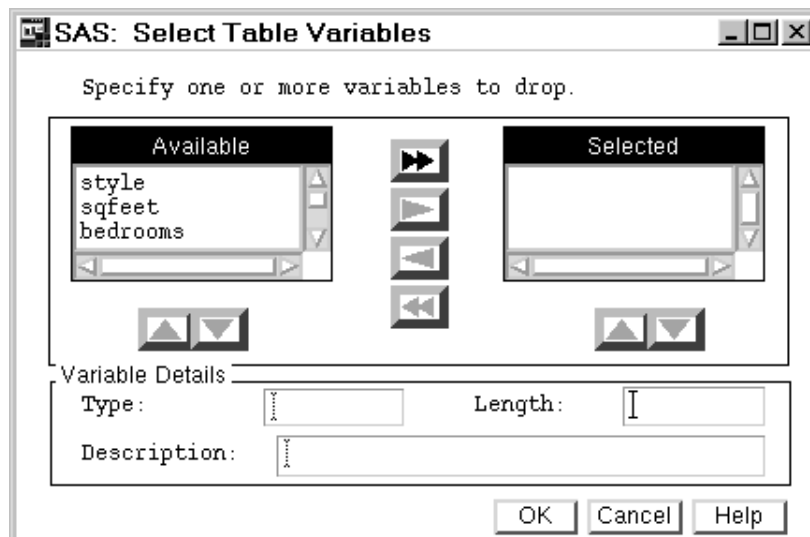 SAS: Select Table Variables
Specify one or more variables to drop.
Available
Selected
style
sqfeet
bedrooms
Variable Details
Type:
Length:
Description:
OK
Cancel
Help